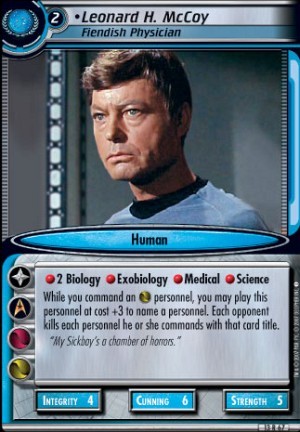 2 •Leonard H. McCoy
Fiendish Physician
Human
2 Biology Exobiology Medical Science
While you command an personnel, you may play this
personnel at cost +3 to name a personnel. Each opponent
kills each personnel he or she commands with that card title.
"My Sickbay's a chamber of horrors."
Integrity 4 Cunning 6 Strength 5